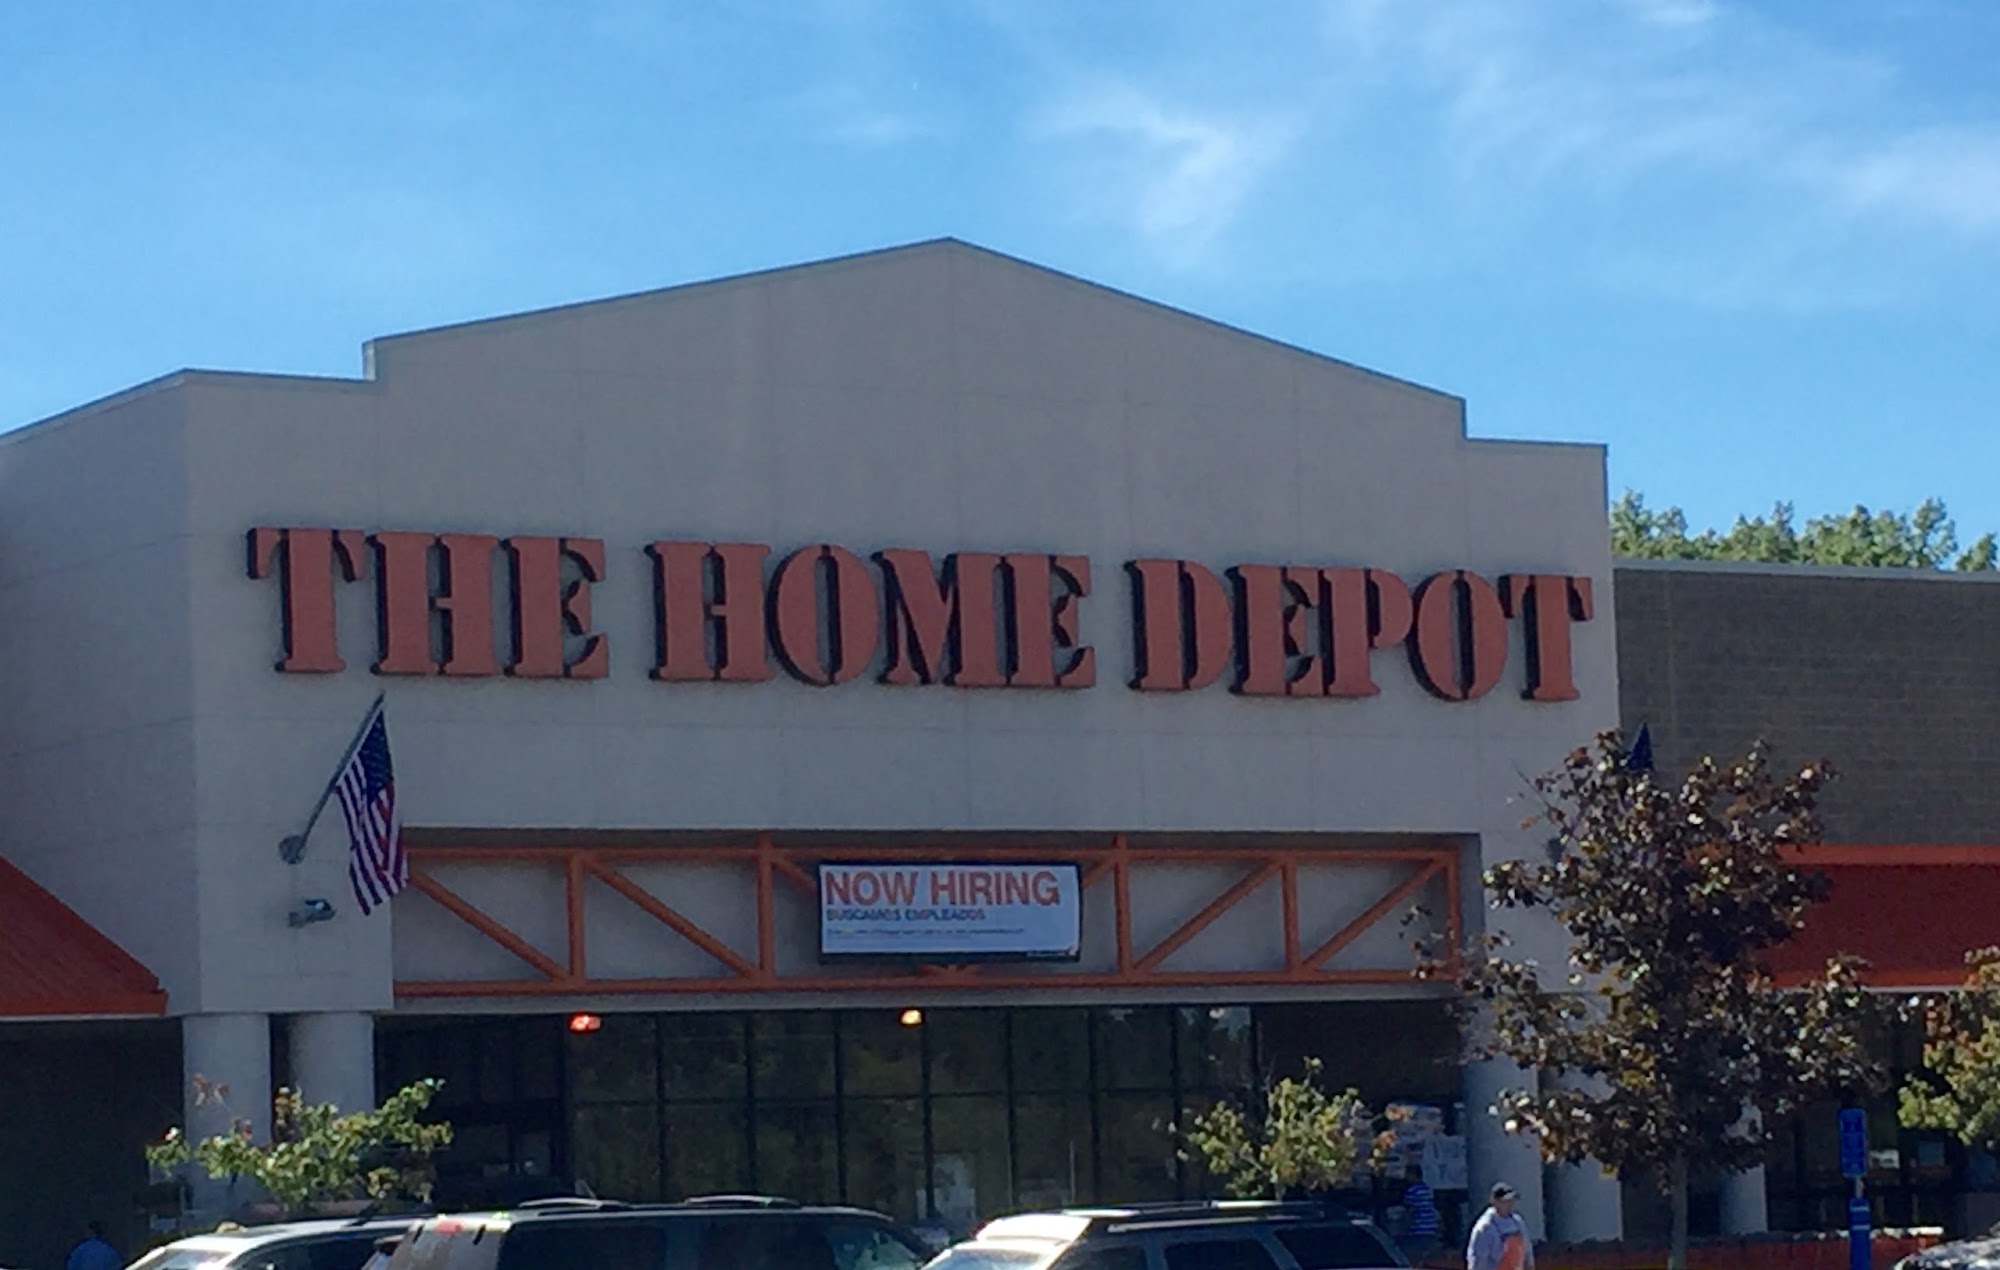 THE HOME DEPOT
NOW HIRING
BUSCAMOS EMPLEADOS